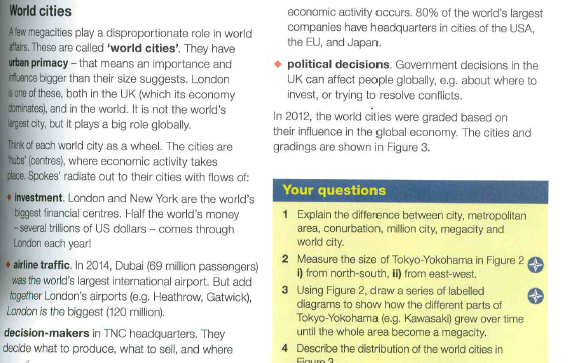 World cities
A few megacities play a disproportionate role in world
affairs. These are called 'world cities'. They have
urban primacy – that means an importance and
influence bigger than their size suggests. London
is one of these, both in the UK (which its economy
dominates), and in the world. It is not the world's
largest city, but it plays a big role globally.
Think of each world city as a wheel. The cities are
'hubs' (centres), where economic activity takes
place. Spokes' radiate out to their cities with flows of:
♦ investment. London and New York are the world's
biggest financial centres. Half the world's money
– several trillions of US dollars – comes through
London each year!
♦ airline traffic. In 2014, Dubai (69 million passengers)
was the world's largest international airport. But add
together London's airports (e.g. Heathrow, Gatwick),
London is the biggest (120 million).
decision-makers in TNC headquarters. They
decide what to produce, what to sell, and where
economic activity occurs. 80% of the world's largest
companies have headquarters in cities of the USA,
the EU, and Japan.
♦ political decisions. Government decisions in the
UK can affect people globally, e.g. about where to
invest, or trying to resolve conflicts.
In 2012, the world cities were graded based on
their influence in the global economy. The cities and
gradings are shown in Figure 3.
Your questions
1 Explain the difference between city, metropolitan
area, conurbation, million city, megacity and
world city.
2 Measure the size of Tokyo-Yokohama in Figure 2
i) from north-south, ii) from east-west.
3 Using Figure 2, draw a series of labelled
diagrams to show how the different parts of
Tokyo-Yokohama (e.g. Kawasaki) grew over time
until the whole area become a megacity.
4 Describe the distribution of the world cities in
Figure 3